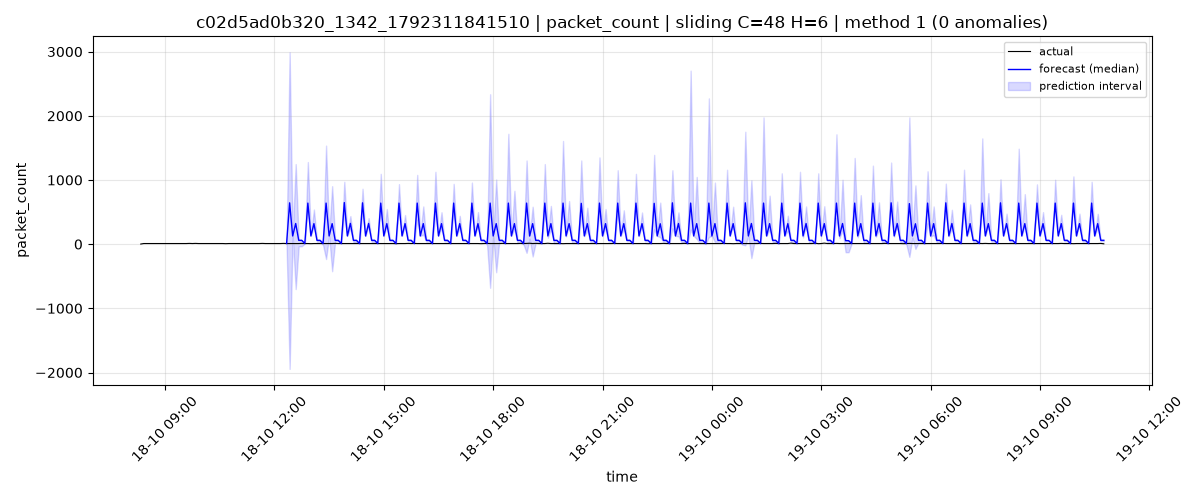 c02d5ad0b320_1342_1792311841510 | packet_count | sliding C=48 H=6 | method 1 (0 anomalies)
actual
forecast (median)
prediction interval
packet_count
3000
2000
1000
0
−1000
−2000
18-10 09:00
18-10 12:00
18-10 15:00
18-10 18:00
18-10 21:00
19-10 00:00
19-10 03:00
19-10 06:00
19-10 09:00
19-10 12:00
time